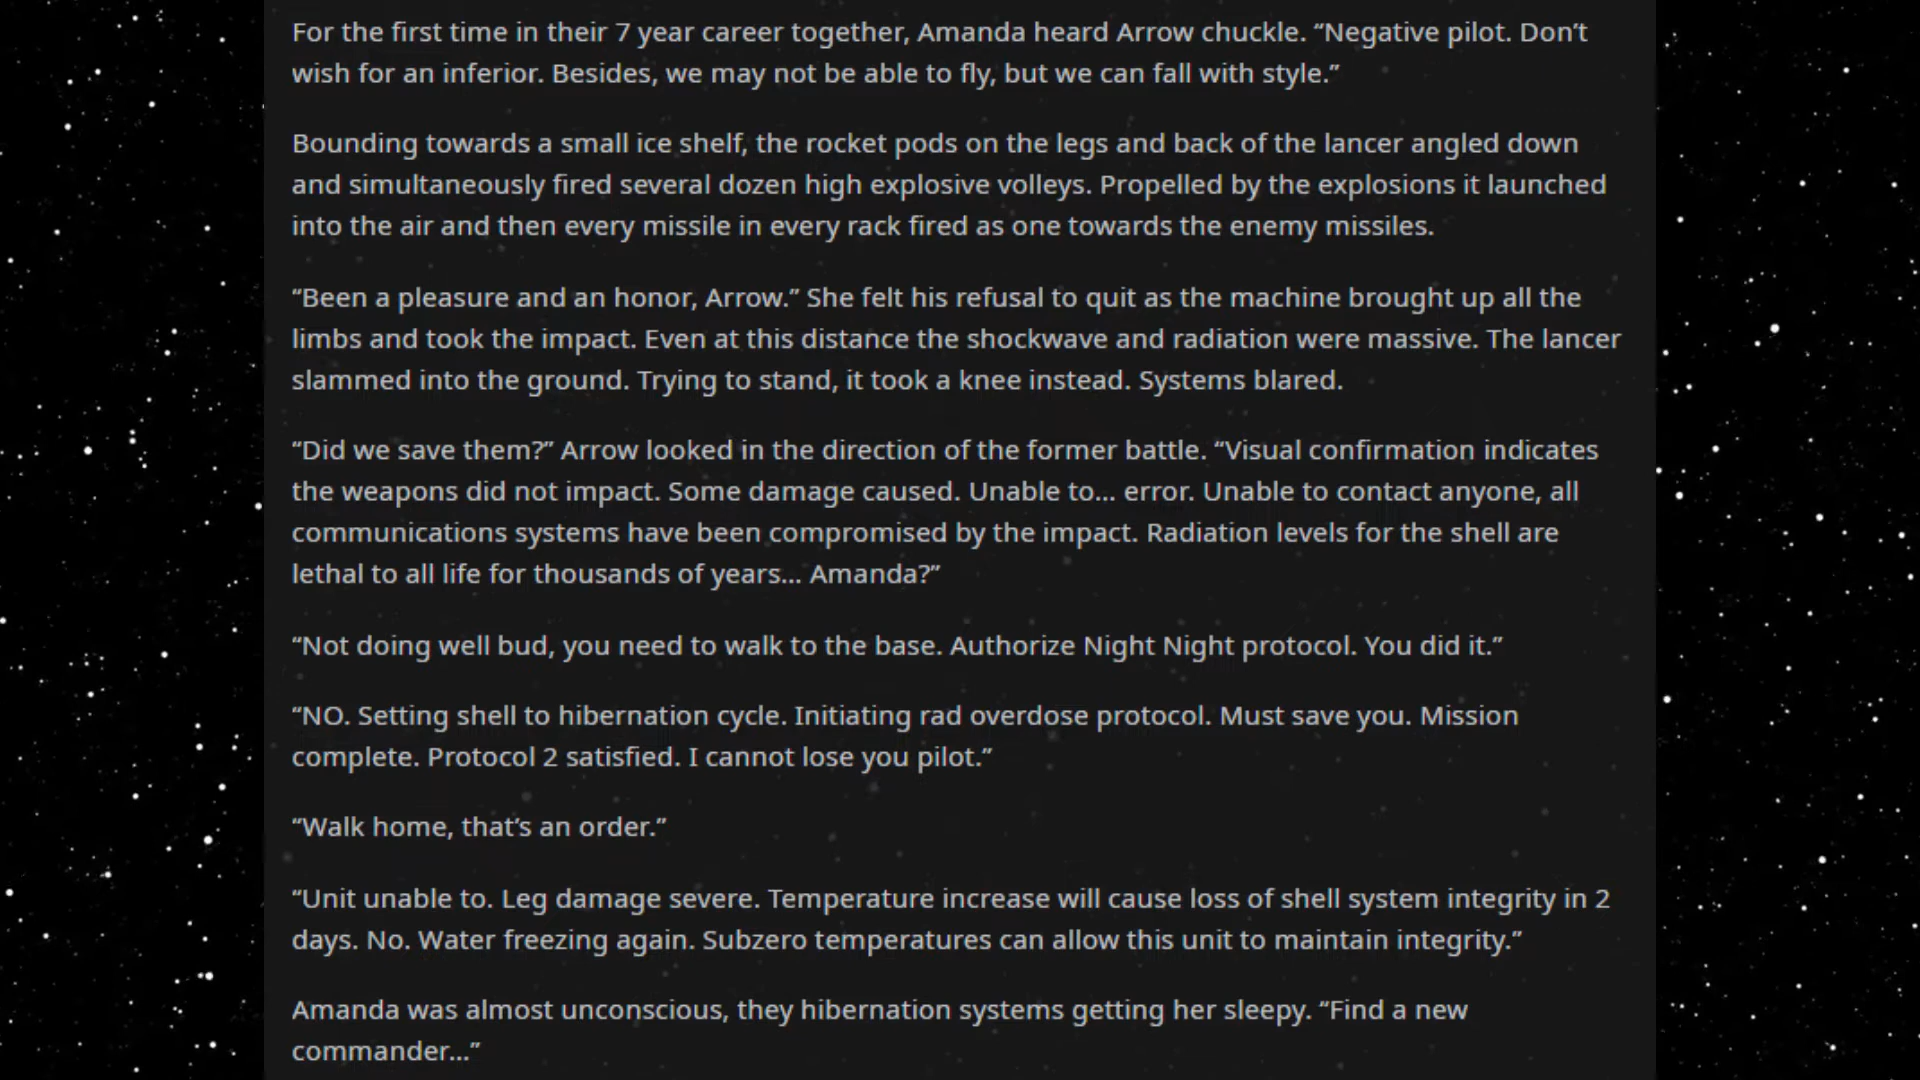 For the first time in their 7 year career together, Amanda heard Arrow chuckle. “Negative pilot. Don’t
wish for an inferior. Besides, we may not be able to fly, but we can fall with style.”
Bounding towards a small ice shelf, the rocket pods on the legs and back of the lancer angled down
and simultaneously fired several dozen high explosive volleys. Propelled by the explosions it launched
into the air and then every missile in every rack fired as one towards the enemy missiles.
“Been a pleasure and an honor, Arrow.” She felt his refusal to quit as the machine brought up all the
limbs and took the impact. Even at this distance the shockwave and radiation were massive. The lancer
slammed into the ground. Trying to stand, it took a knee instead. Systems blared.
“Did we save them?” Arrow looked in the direction of the former battle. “Visual confirmation indicates
the weapons did not impact. Some damage caused. Unable to... error. Unable to contact anyone, all
communications systems have been compromised by the impact. Radiation levels for the shell are
lethal to all life for thousands of years... Amanda?”
“Not doing well bud, you need to walk to the base. Authorize Night Night protocol. You did it.”
“NO. Setting shell to hibernation cycle. Initiating rad overdose protocol. Must save you. Mission
complete. Protocol 2 satisfied. I cannot lose you pilot.”
“Walk home, that’s an order.”
“Unit unable to. Leg damage severe. Temperature increase will cause loss of shell system integrity in 2
days. No. Water freezing again. Subzero temperatures can allow this unit to maintain integrity.”
Amanda was almost unconscious, they hibernation systems getting her sleepy. “Find a new
commander...”